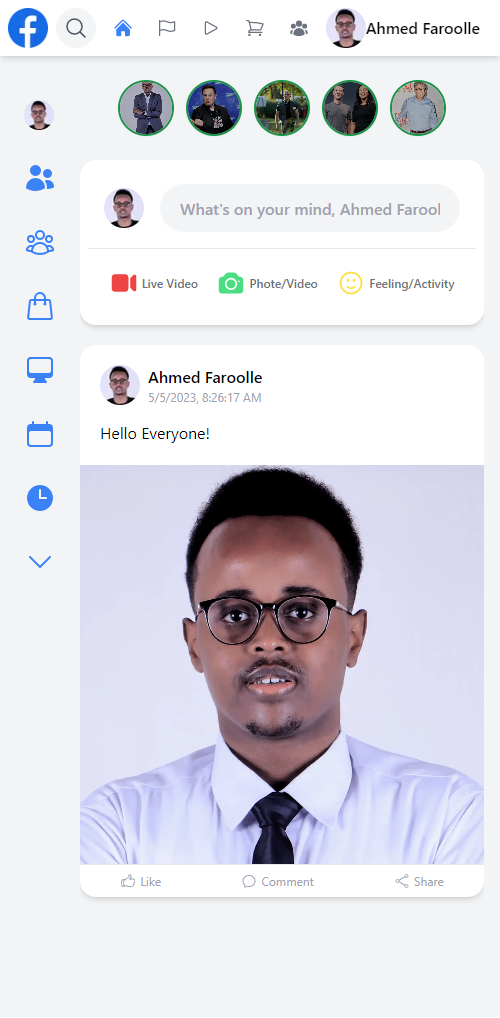 Ahmed Faroolle
What's on your mind, Ahmed Farool
Live Video
Phote/Video
Feeling/Activity
Ahmed Faroolle
5/5/2023, 8:26:17 AM
Hello Everyone!
Like
Comment
Share